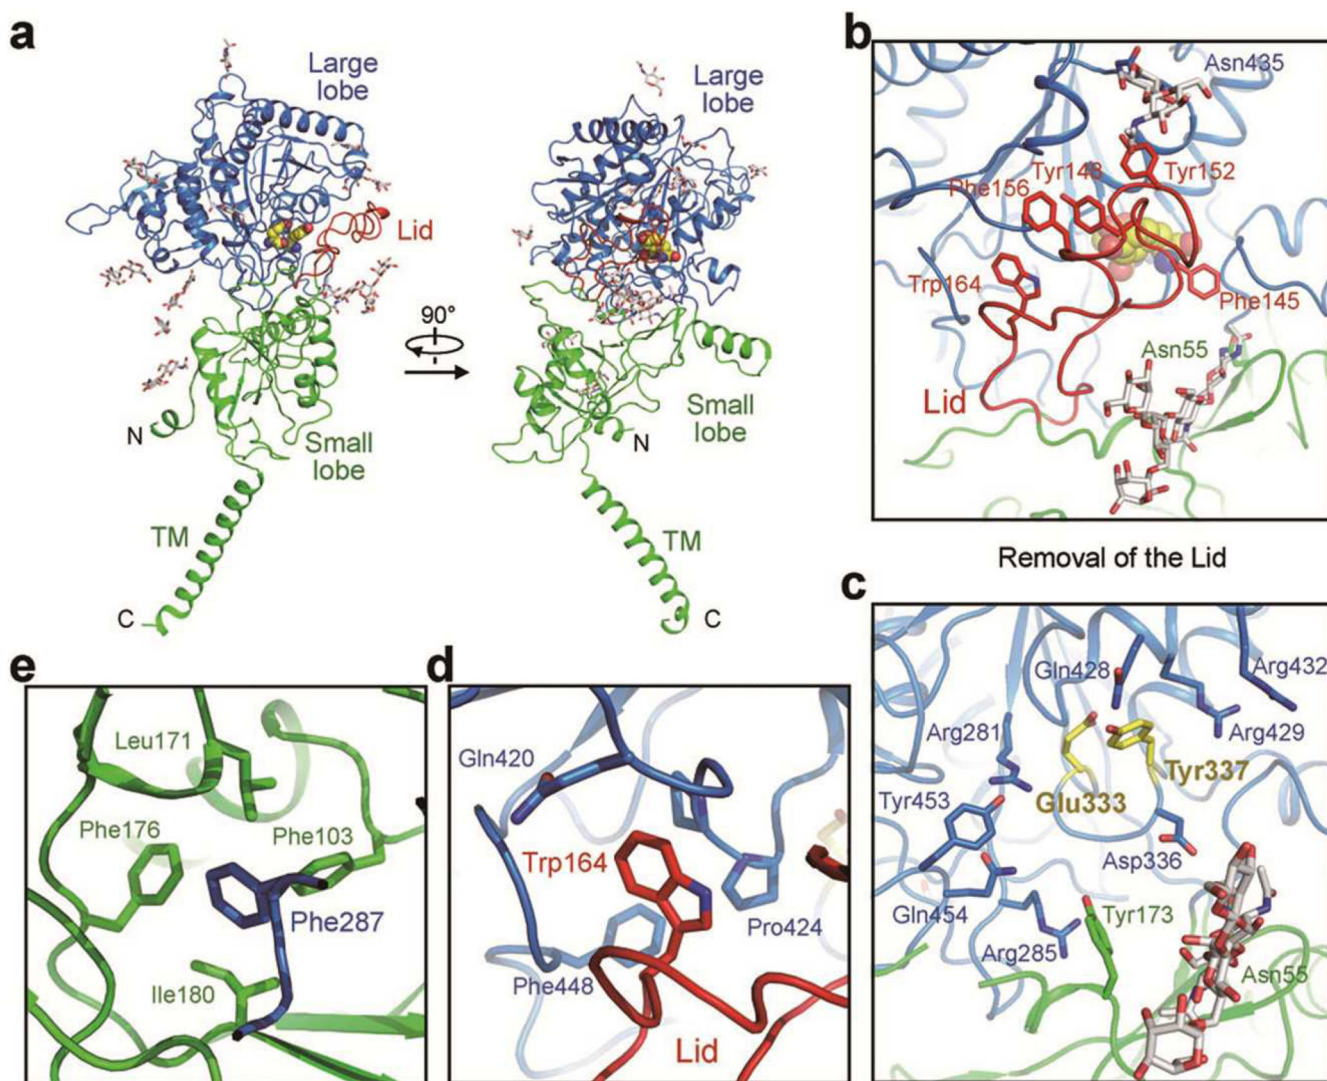 a
Large
lobe
Lid
N
Small
lobe
TM
C
90°
Large
lobe
Small
lobe
N
TM
C
b
Asn435
Tyr148
Tyr152
Phe156
Trp164
Phe145
Asn55
Lid
Removal of the Lid
c
Gln428
Arg432
Arg281
Arg429
Tyr337
Tyr453
Glu333
Asp336
Gln454
Tyr173
Arg285
Asn55
e
Leu171
Phe176
Phe103
Phe287
Ile180
d
Gln420
Trp164
Pro424
Phe448
Lid